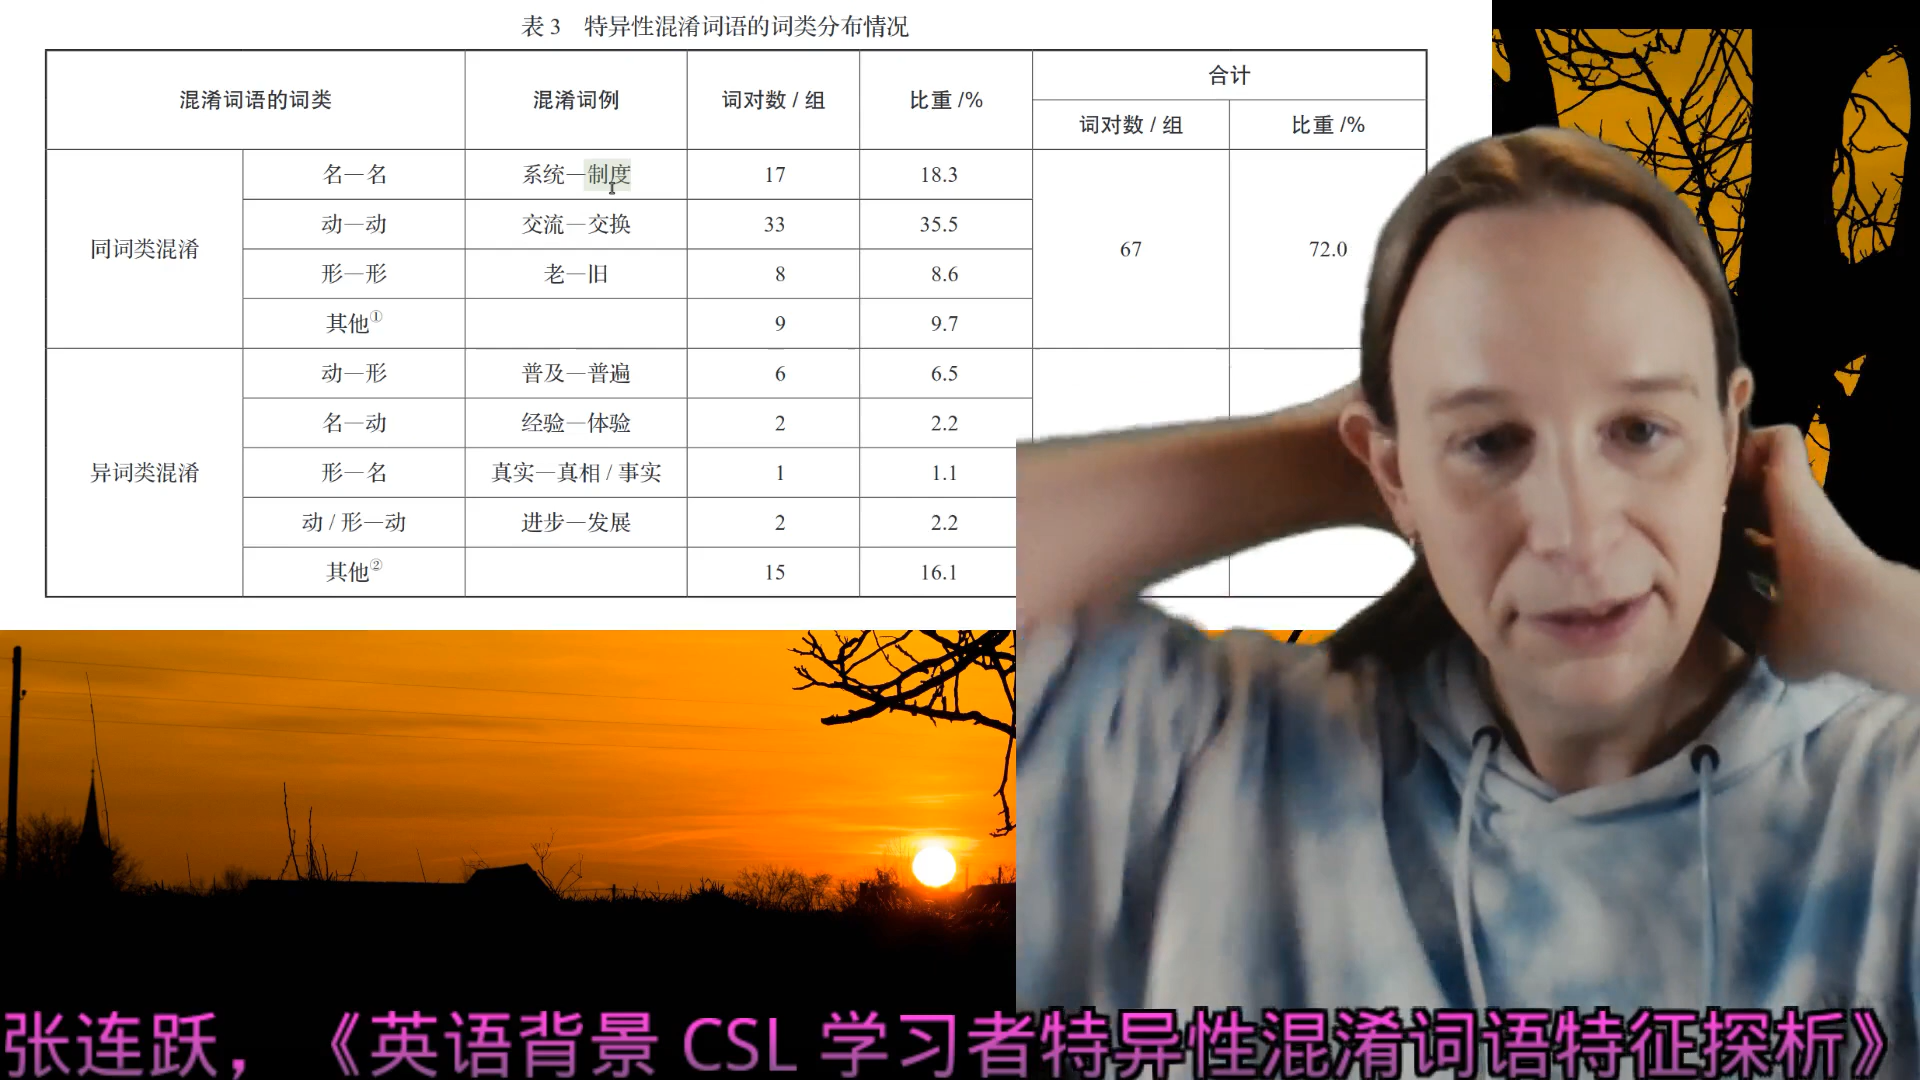 表 3 特异性混淆词语的词类分布情况
混淆词语的词类 混淆词例 词对数 / 组 比重 /% 合计
词对数 / 组 比重 /%
同词类混淆 名—名 系统—制度 17 18.3 67 72.0
动—动 交流—交换 33 35.5
形—形 老—旧 8 8.6
其他① 9 9.7
异词类混淆 动—形 普及—普遍 6 6.5
名—动 经验—体验 2 2.2
形—名 真实—真相 / 事实 1 1.1
动 / 形—动 进步—发展 2 2.2
其他② 15 16.1
张连跃，《英语背景 CSL 学习者特异性混淆词语特征探析》